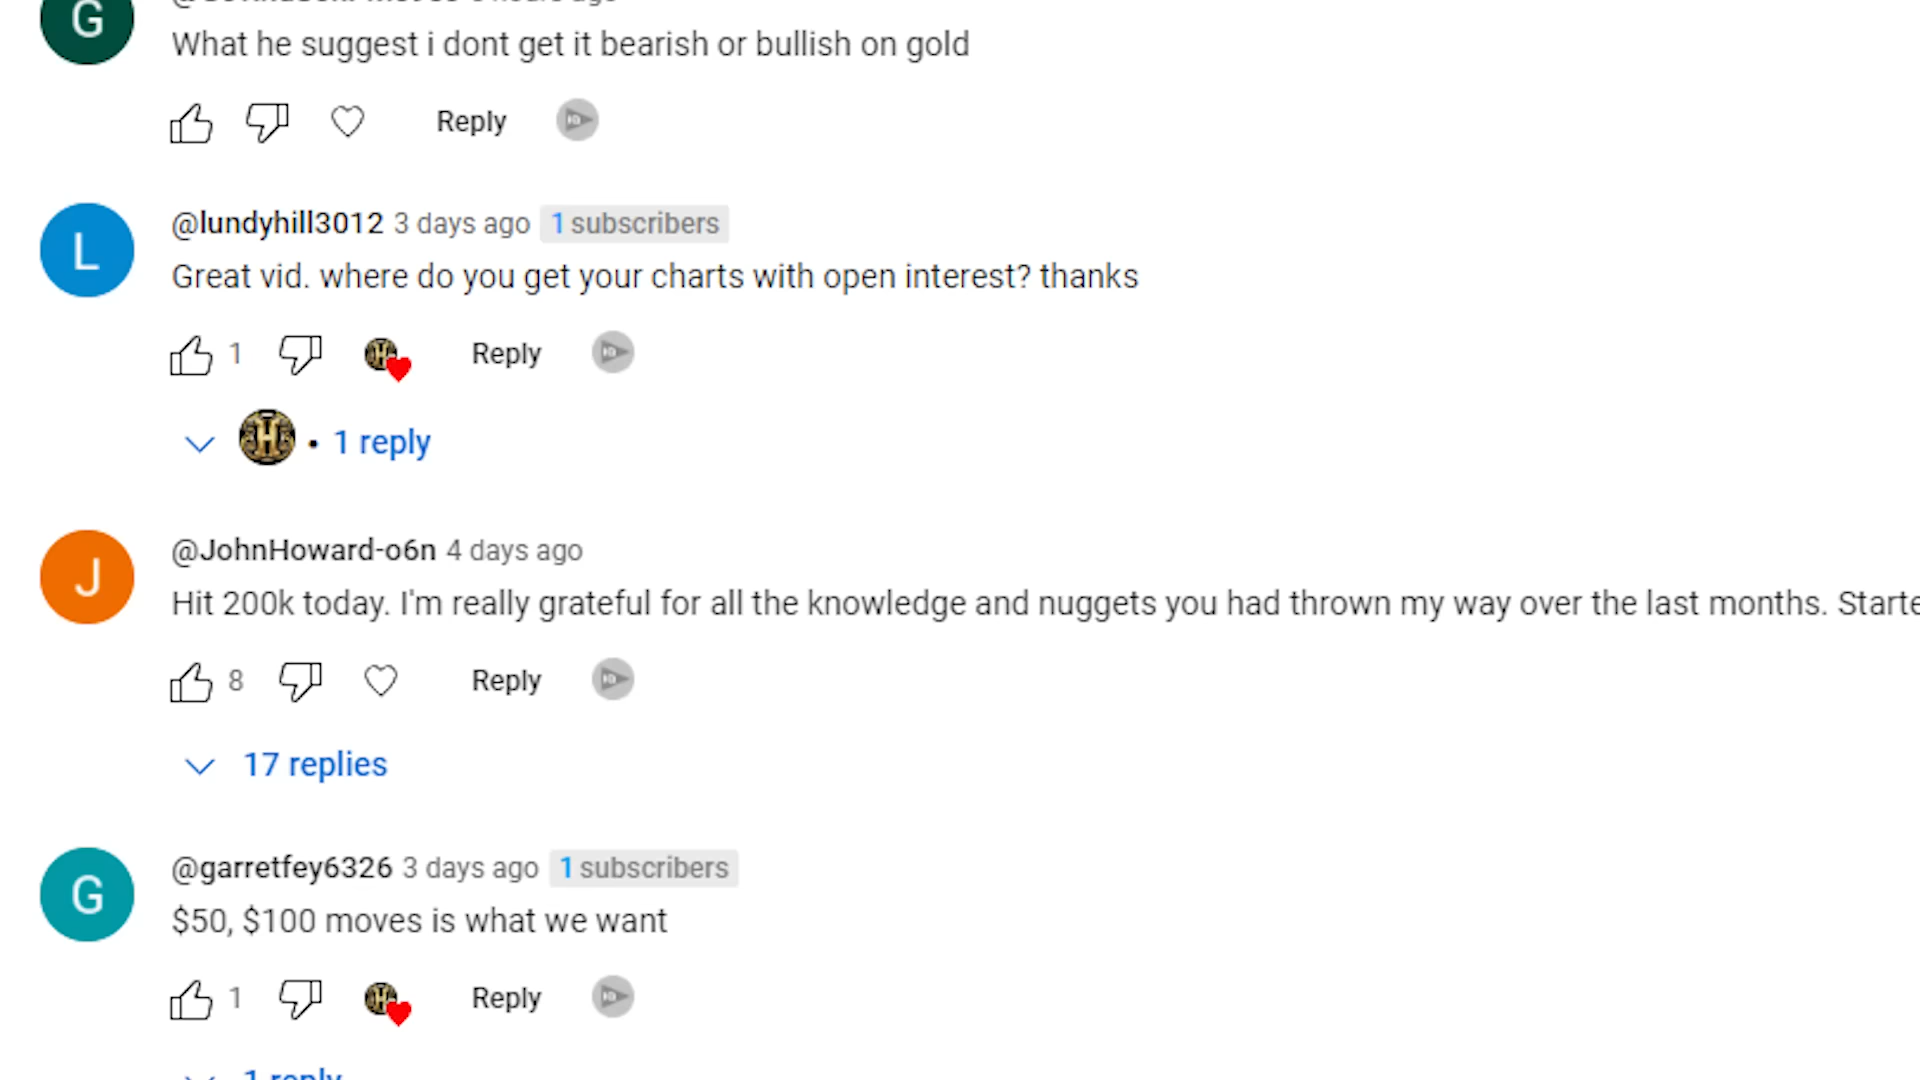 G
What he suggest i dont get it bearish or bullish on gold
Reply
L
@lundyhill3012 3 days ago 1 subscribers
Great vid. where do you get your charts with open interest? thanks
1 Reply
H • 1 reply
J
@JohnHoward-o6n 4 days ago
Hit 200k today. I'm really grateful for all the knowledge and nuggets you had thrown my way over the last months. Starte
8 Reply
17 replies
G
@garretfey6326 3 days ago 1 subscribers
$50, $100 moves is what we want
1 Reply
1 reply